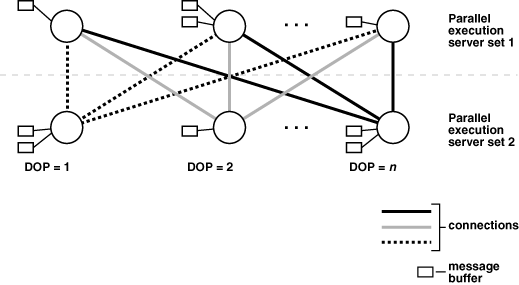 Parallel
execution
server set 1
. . .
Parallel
execution
server set 2
. . .
DOP = 1
DOP = 2
DOP = n
connections
message
buffer